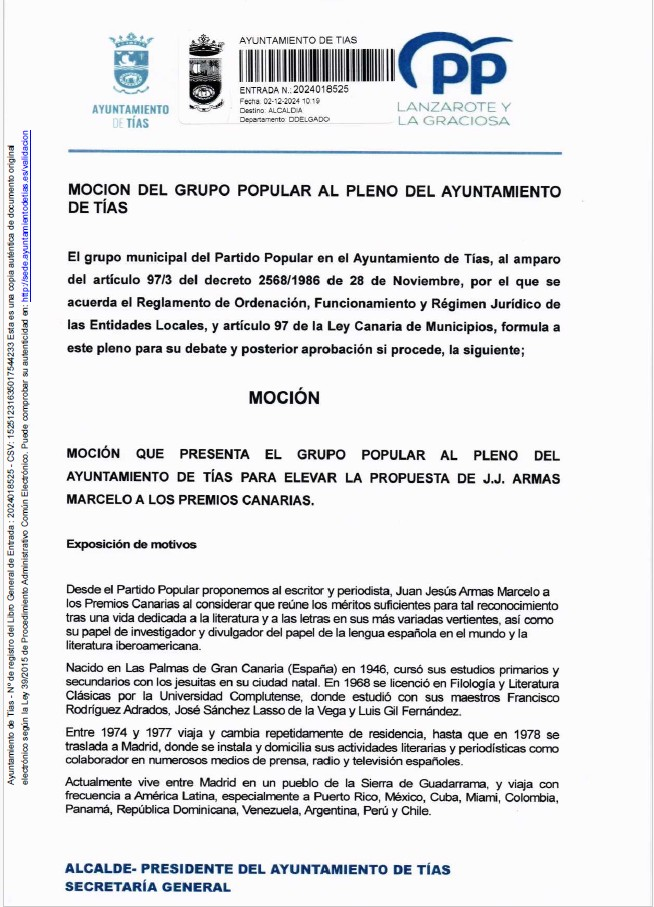 AYUNTAMIENTO
DE TÍAS
AYUNTAMIENTO DE TIAS
ENTRADA N.: 2024018525
Fecha: 02-12-2024 10:19
Destino: ALCALDIA
Departamento: DDELGADO
PP
LANZAROTE Y
LA GRACIOSA
MOCION DEL GRUPO POPULAR AL PLENO DEL AYUNTAMIENTO
DE TÍAS
El grupo municipal del Partido Popular en el Ayuntamiento de Tías, al amparo
del artículo 97/3 del decreto 2568/1986 de 28 de Noviembre, por el que se
acuerda el Reglamento de Ordenación, Funcionamiento y Régimen Jurídico de
las Entidades Locales, y artículo 97 de la Ley Canaria de Municipios, formula a
este pleno para su debate y posterior aprobación si procede, la siguiente;
MOCIÓN
MOCIÓN QUE PRESENTA EL GRUPO POPULAR AL PLENO DEL
AYUNTAMIENTO DE TÍAS PARA ELEVAR LA PROPUESTA DE J.J. ARMAS
MARCELO A LOS PREMIOS CANARIAS.
Exposición de motivos
Desde el Partido Popular proponemos al escritor y periodista, Juan Jesús Armas Marcelo a
los Premios Canarias al considerar que reúne los méritos suficientes para tal reconocimiento
tras una vida dedicada a la literatura y a las letras en sus más variadas vertientes, así como
su papel de investigador y divulgador del papel de la lengua española en el mundo y la
literatura iberoamericana.
Nacido en Las Palmas de Gran Canaria (España) en 1946, cursó sus estudios primarios y
secundarios con los jesuitas en su ciudad natal. En 1968 se licenció en Filología y Literatura
Clásicas por la Universidad Complutense, donde estudió con sus maestros Francisco
Rodríguez Adrados, José Sánchez Lasso de la Vega y Luis Gil Fernández.
Entre 1974 y 1977 viaja y cambia repetidamente de residencia, hasta que en 1978 se
traslada a Madrid, donde se instala y domicilia sus actividades literarias y periodísticas como
colaborador en numerosos medios de prensa, radio y televisión españoles.
Actualmente vive entre Madrid en un pueblo de la Sierra de Guadarrama, y viaja con
frecuencia a América Latina, especialmente a Puerto Rico, México, Cuba, Miami, Colombia,
Panamá, República Dominicana, Venezuela, Argentina, Perú y Chile.
ALCALDE- PRESIDENTE DEL AYUNTAMIENTO DE TÍAS
SECRETARÍA GENERAL
Ayuntamiento de Tías - Nº de registro del Libro General de Entrada : 2024018525 - CSV: 15251231635017544233 Esta es una copia auténtica de documento original
electrónico según la Ley 39/2015 de Procedimiento Administrativo Común Electrónico. Puede comprobar su autenticidad en: http://sede.ayuntamientodetias.es/validacion